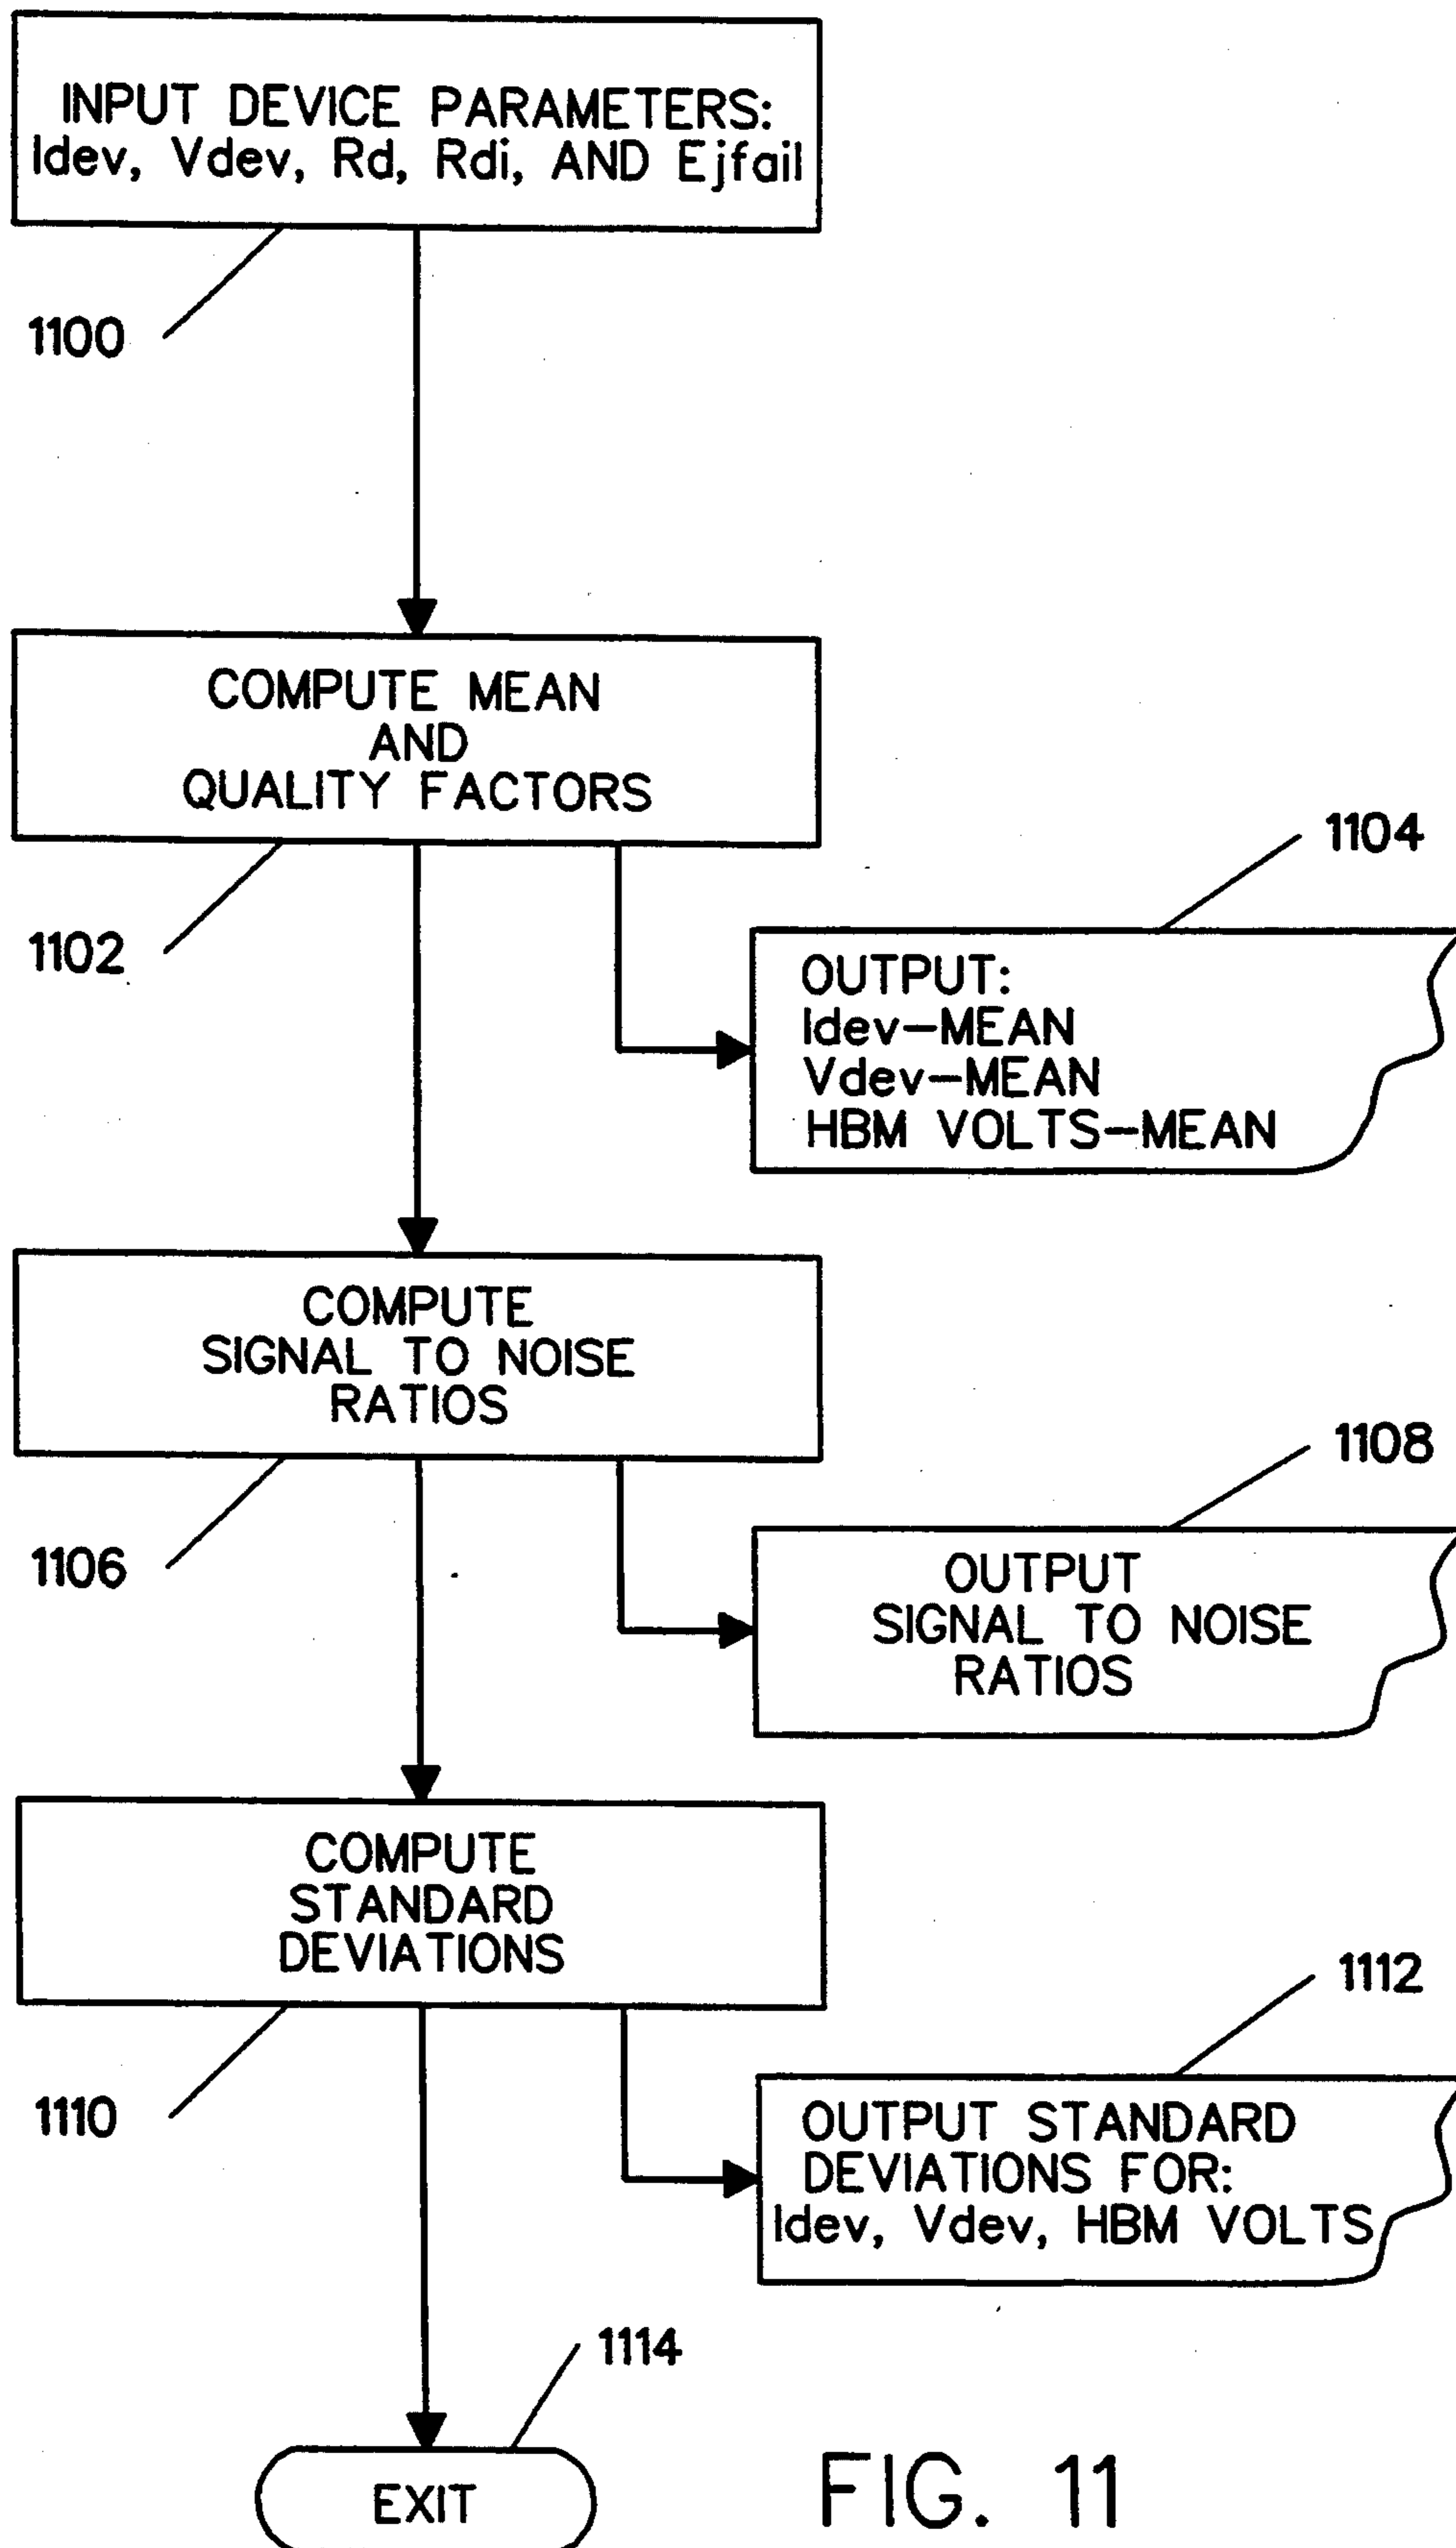 INPUT DEVICE PARAMETERS:
Idev, Vdev, Rd, Rdi, AND Ejfail
1100
COMPUTE MEAN
AND
QUALITY FACTORS
1102
1104
OUTPUT:
Idev-MEAN
Vdev-MEAN
HBM VOLTS-MEAN
COMPUTE
SIGNAL TO NOISE
RATIOS
1106
1108
OUTPUT
SIGNAL TO NOISE
RATIOS
COMPUTE
STANDARD
DEVIATIONS
1110
1112
OUTPUT STANDARD
DEVIATIONS FOR:
Idev, Vdev, HBM VOLTS
1114
EXIT
FIG. 11